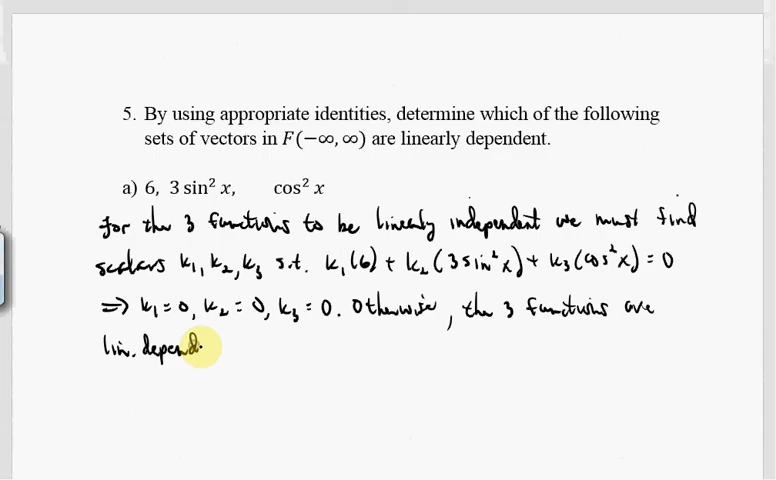 5. By using appropriate identities, determine which of the following
sets of vectors in F(−∞, ∞) are linearly dependent.
a) 6, 3 sin² x, cos² x
for the 3 functions to be linearly independent we must find
scalars k₁, k₂, k₃ s.t. k₁(6) + k₂(3sin²x) + k₃(cos²x) = 0
⇒ k₁ = 0, k₂ = 0, k₃ = 0. Otherwise, the 3 functions are
lin. depend.